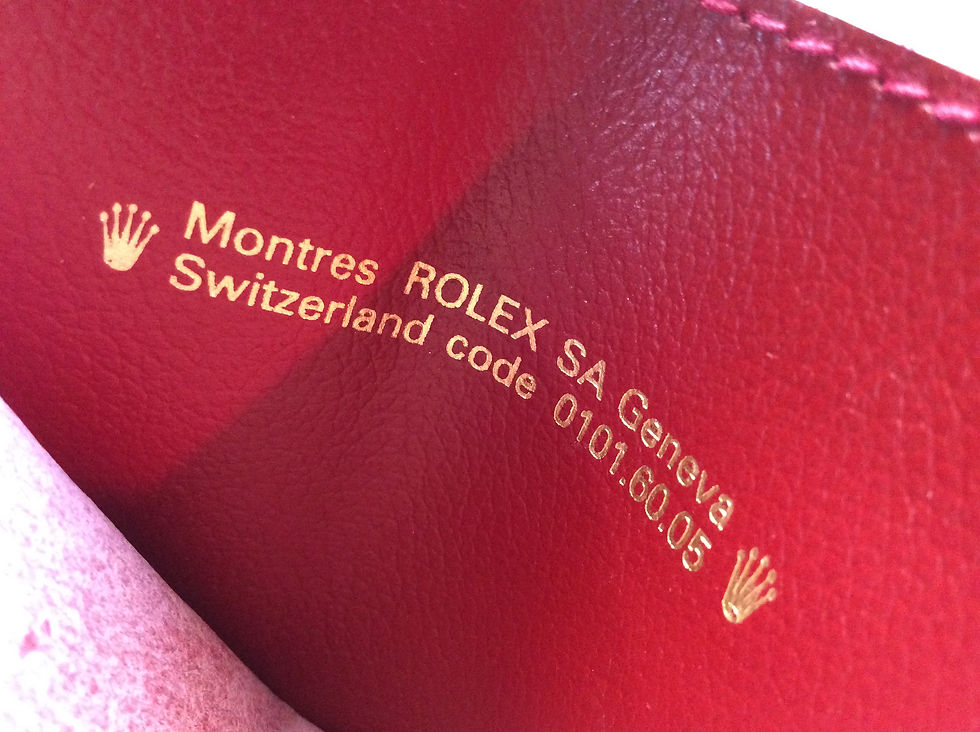 Montres ROLEX SA Geneva
Switzerland code 0101.60.05